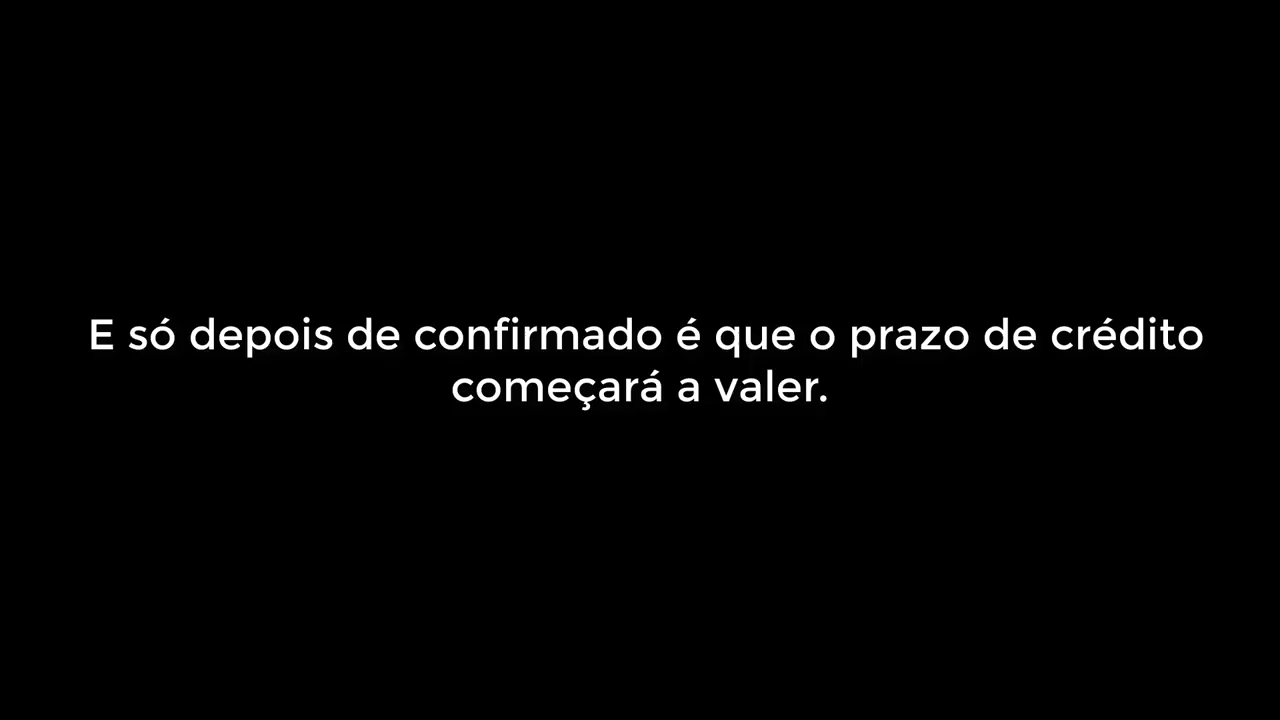 E só depois de confirmado é que o prazo de crédito
começará a valer.